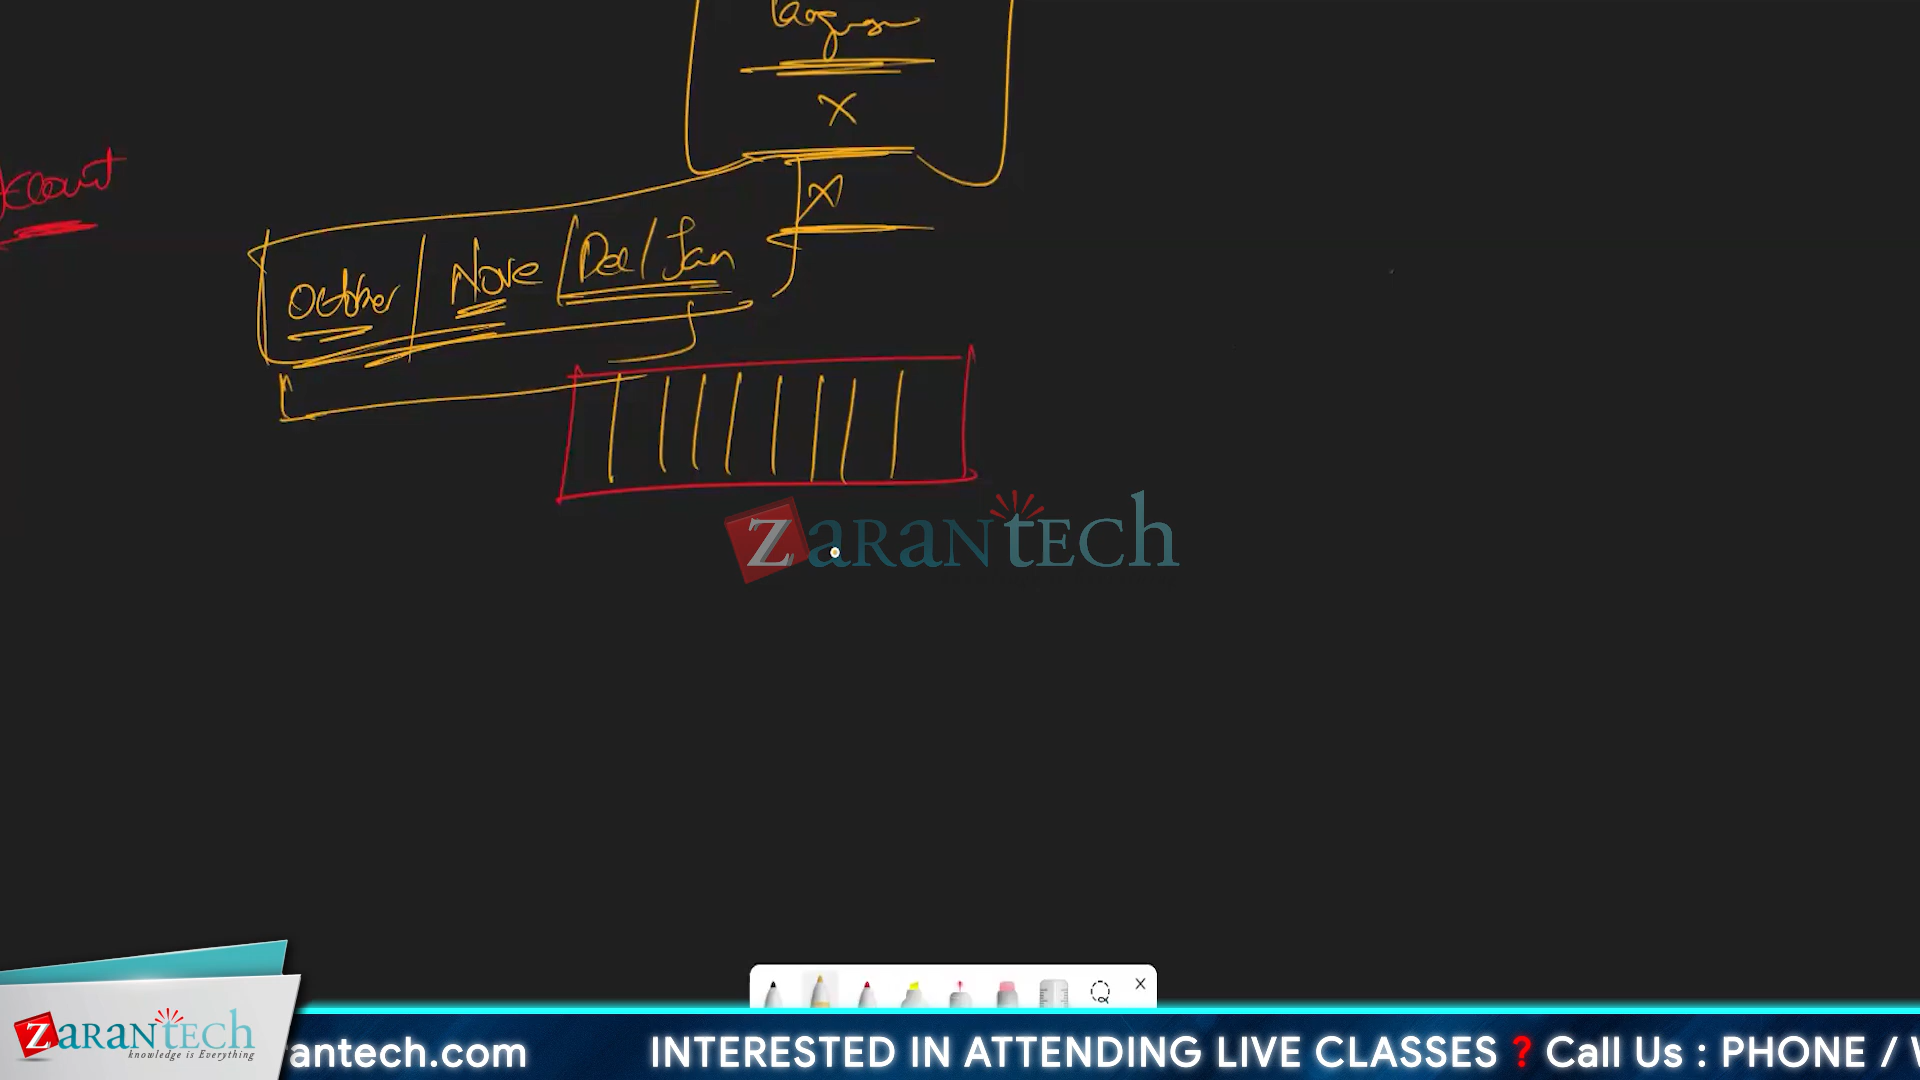 X
X
October / Nove / Dec / Jan
ZARANTECH
ZARANTECH
knowledge is Everything
antech.com
INTERESTED IN ATTENDING LIVE CLASSES ? Call Us : PHONE /